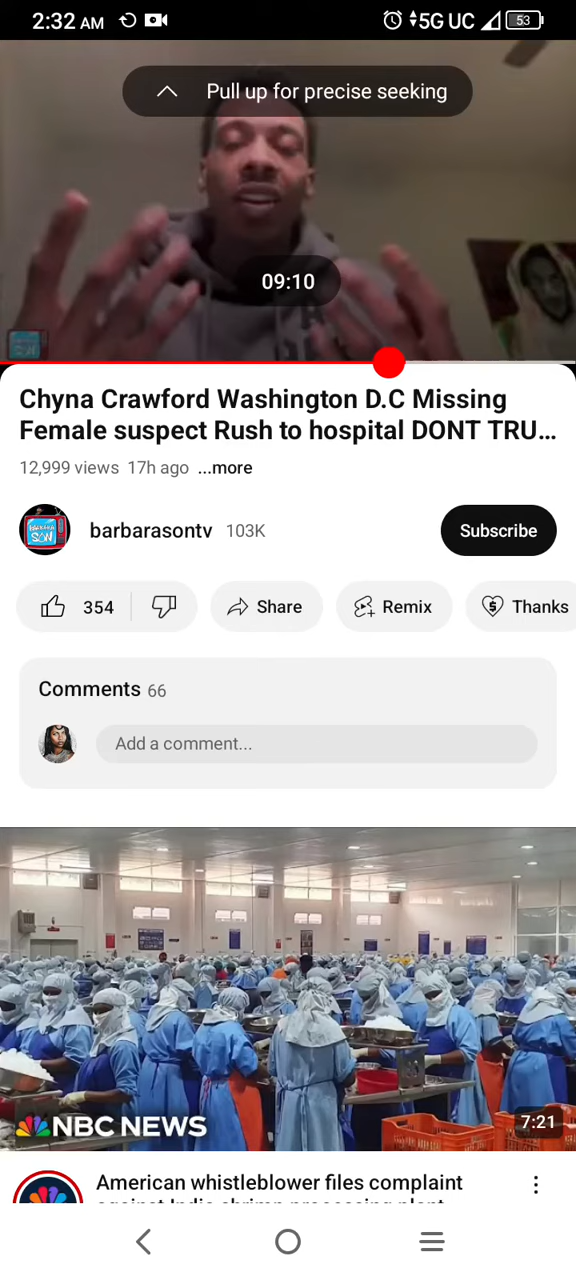 2:32 AM
5G UC
53
Pull up for precise seeking
09:10
Chyna Crawford Washington D.C Missing
Female suspect Rush to hospital DONT TRU...
12,999 views 17h ago ...more
barbarasontv 103K
Subscribe
354
Share
Remix
Thanks
Comments 66
Add a comment...
NBC NEWS
7:21
American whistleblower files complaint